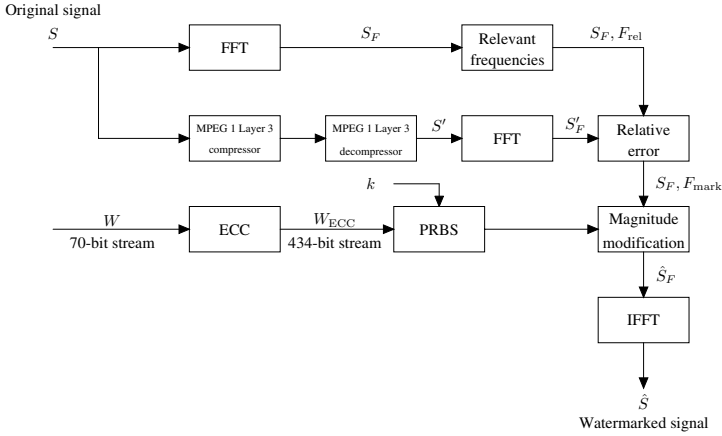 Original signal
S
FFT
S_F
Relevant
frequencies
S_F, F_rel
MPEG 1 Layer 3
compressor
MPEG 1 Layer 3
decompressor
S′
FFT
S′_F
Relative
error
S_F, F_mark
k
W
70-bit stream
ECC
W_ECC
434-bit stream
PRBS
Magnitude
modification
Ŝ_F
IFFT
Ŝ
Watermarked signal